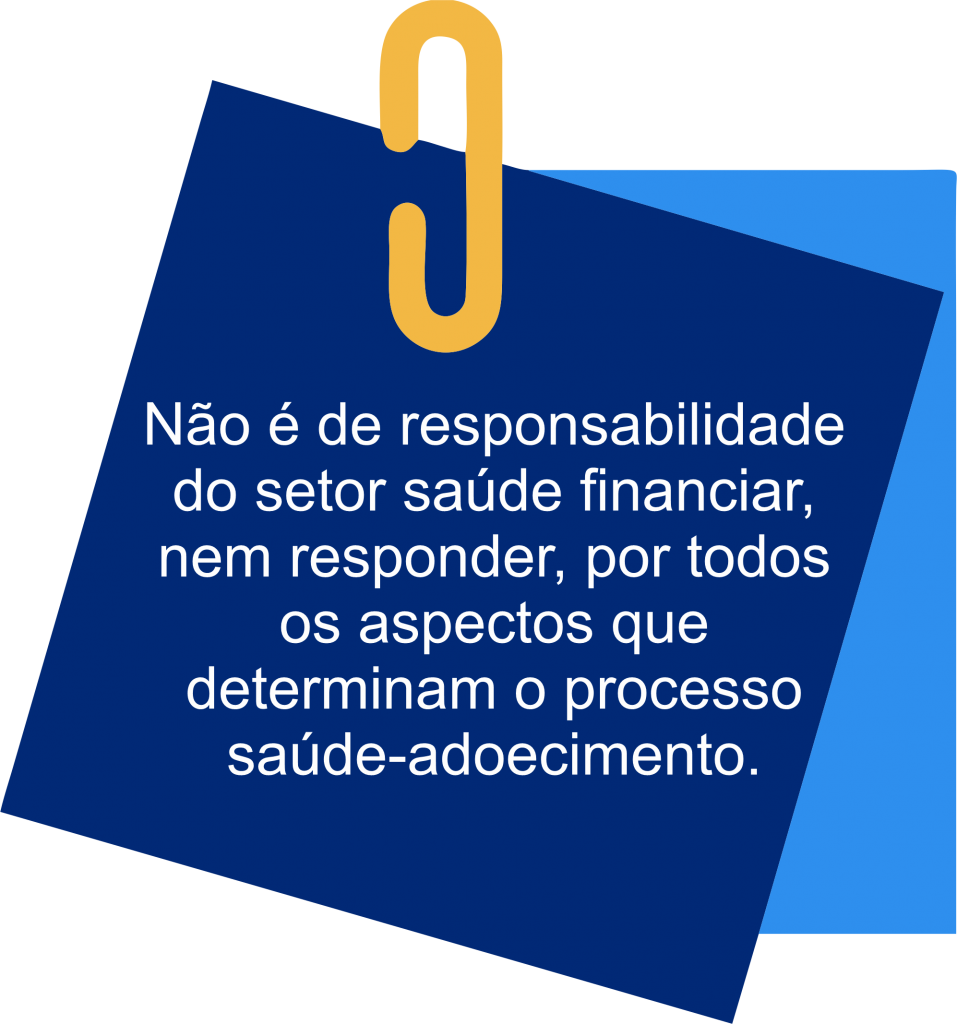 Não é de responsabilidade
do setor saúde financiar,
nem responder, por todos
os aspectos que
determinam o processo
saúde-adoecimento.